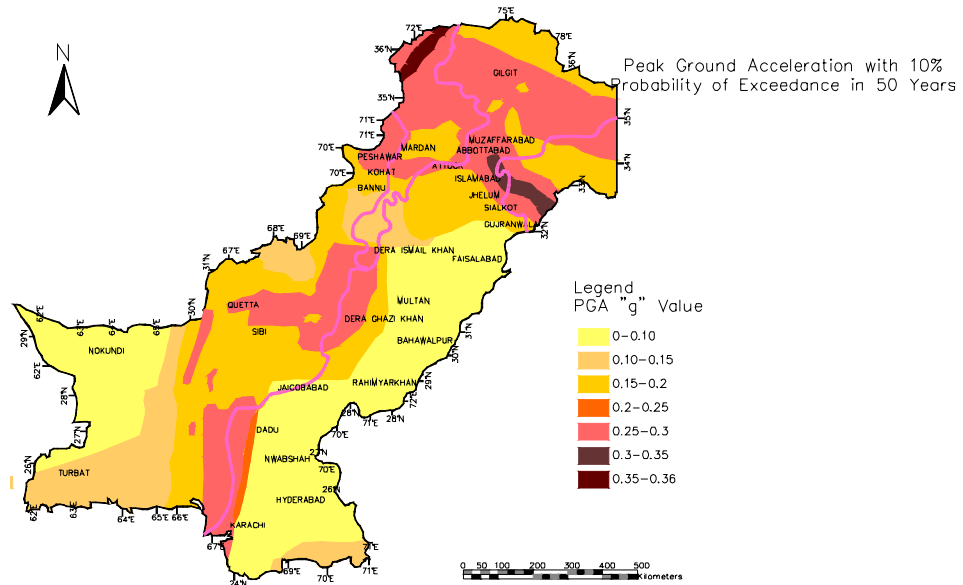 N
Peak Ground Acceleration with 10%
Probability of Exceedance in 50 Years
75°E
72°E
78°E
36°N
36°N
GILGIT
35°N
35°N
71°E
71°E
70°E
MARDAN
MUZAFFARABAD
ABBOTTABAD
PESHAWAR
34°N
70°E
KOHAT
ATTOCK
ISLAMABAD
BANNU
33°N
JHELUM
SIALKOT
GUJRANWALA
32°N
68°E
69°E
67°E
DERA ISMAIL KHAN
FAISALABAD
31°N
Legend
PGA "g" Value
0-0.10
0.10-0.15
0.15-0.2
0.2-0.25
0.25-0.3
0.3-0.35
0.35-0.36
QUETTA
MULTAN
30°N
62°E
63°E
64°E
65°E
SIBI
DERA GHAZI KHAN
31°N
29°N
BAHAWALPUR
30°N
NOKUNDI
62°E
JAICOBABAD
RAHIMYARKHAN
29°N
28°N
28°N
28°N
72°E
71°E
27°N
DADU
70°E
26°N
NWABSHAH
27°N
70°E
TURBAT
26°N
HYDERABAD
62°E
63°E
64°E
65°E
66°E
KARACHI
67°E
71°E
69°E
70°E
71°E
24°N
0 50 100 200 300 400 500
Kilometers